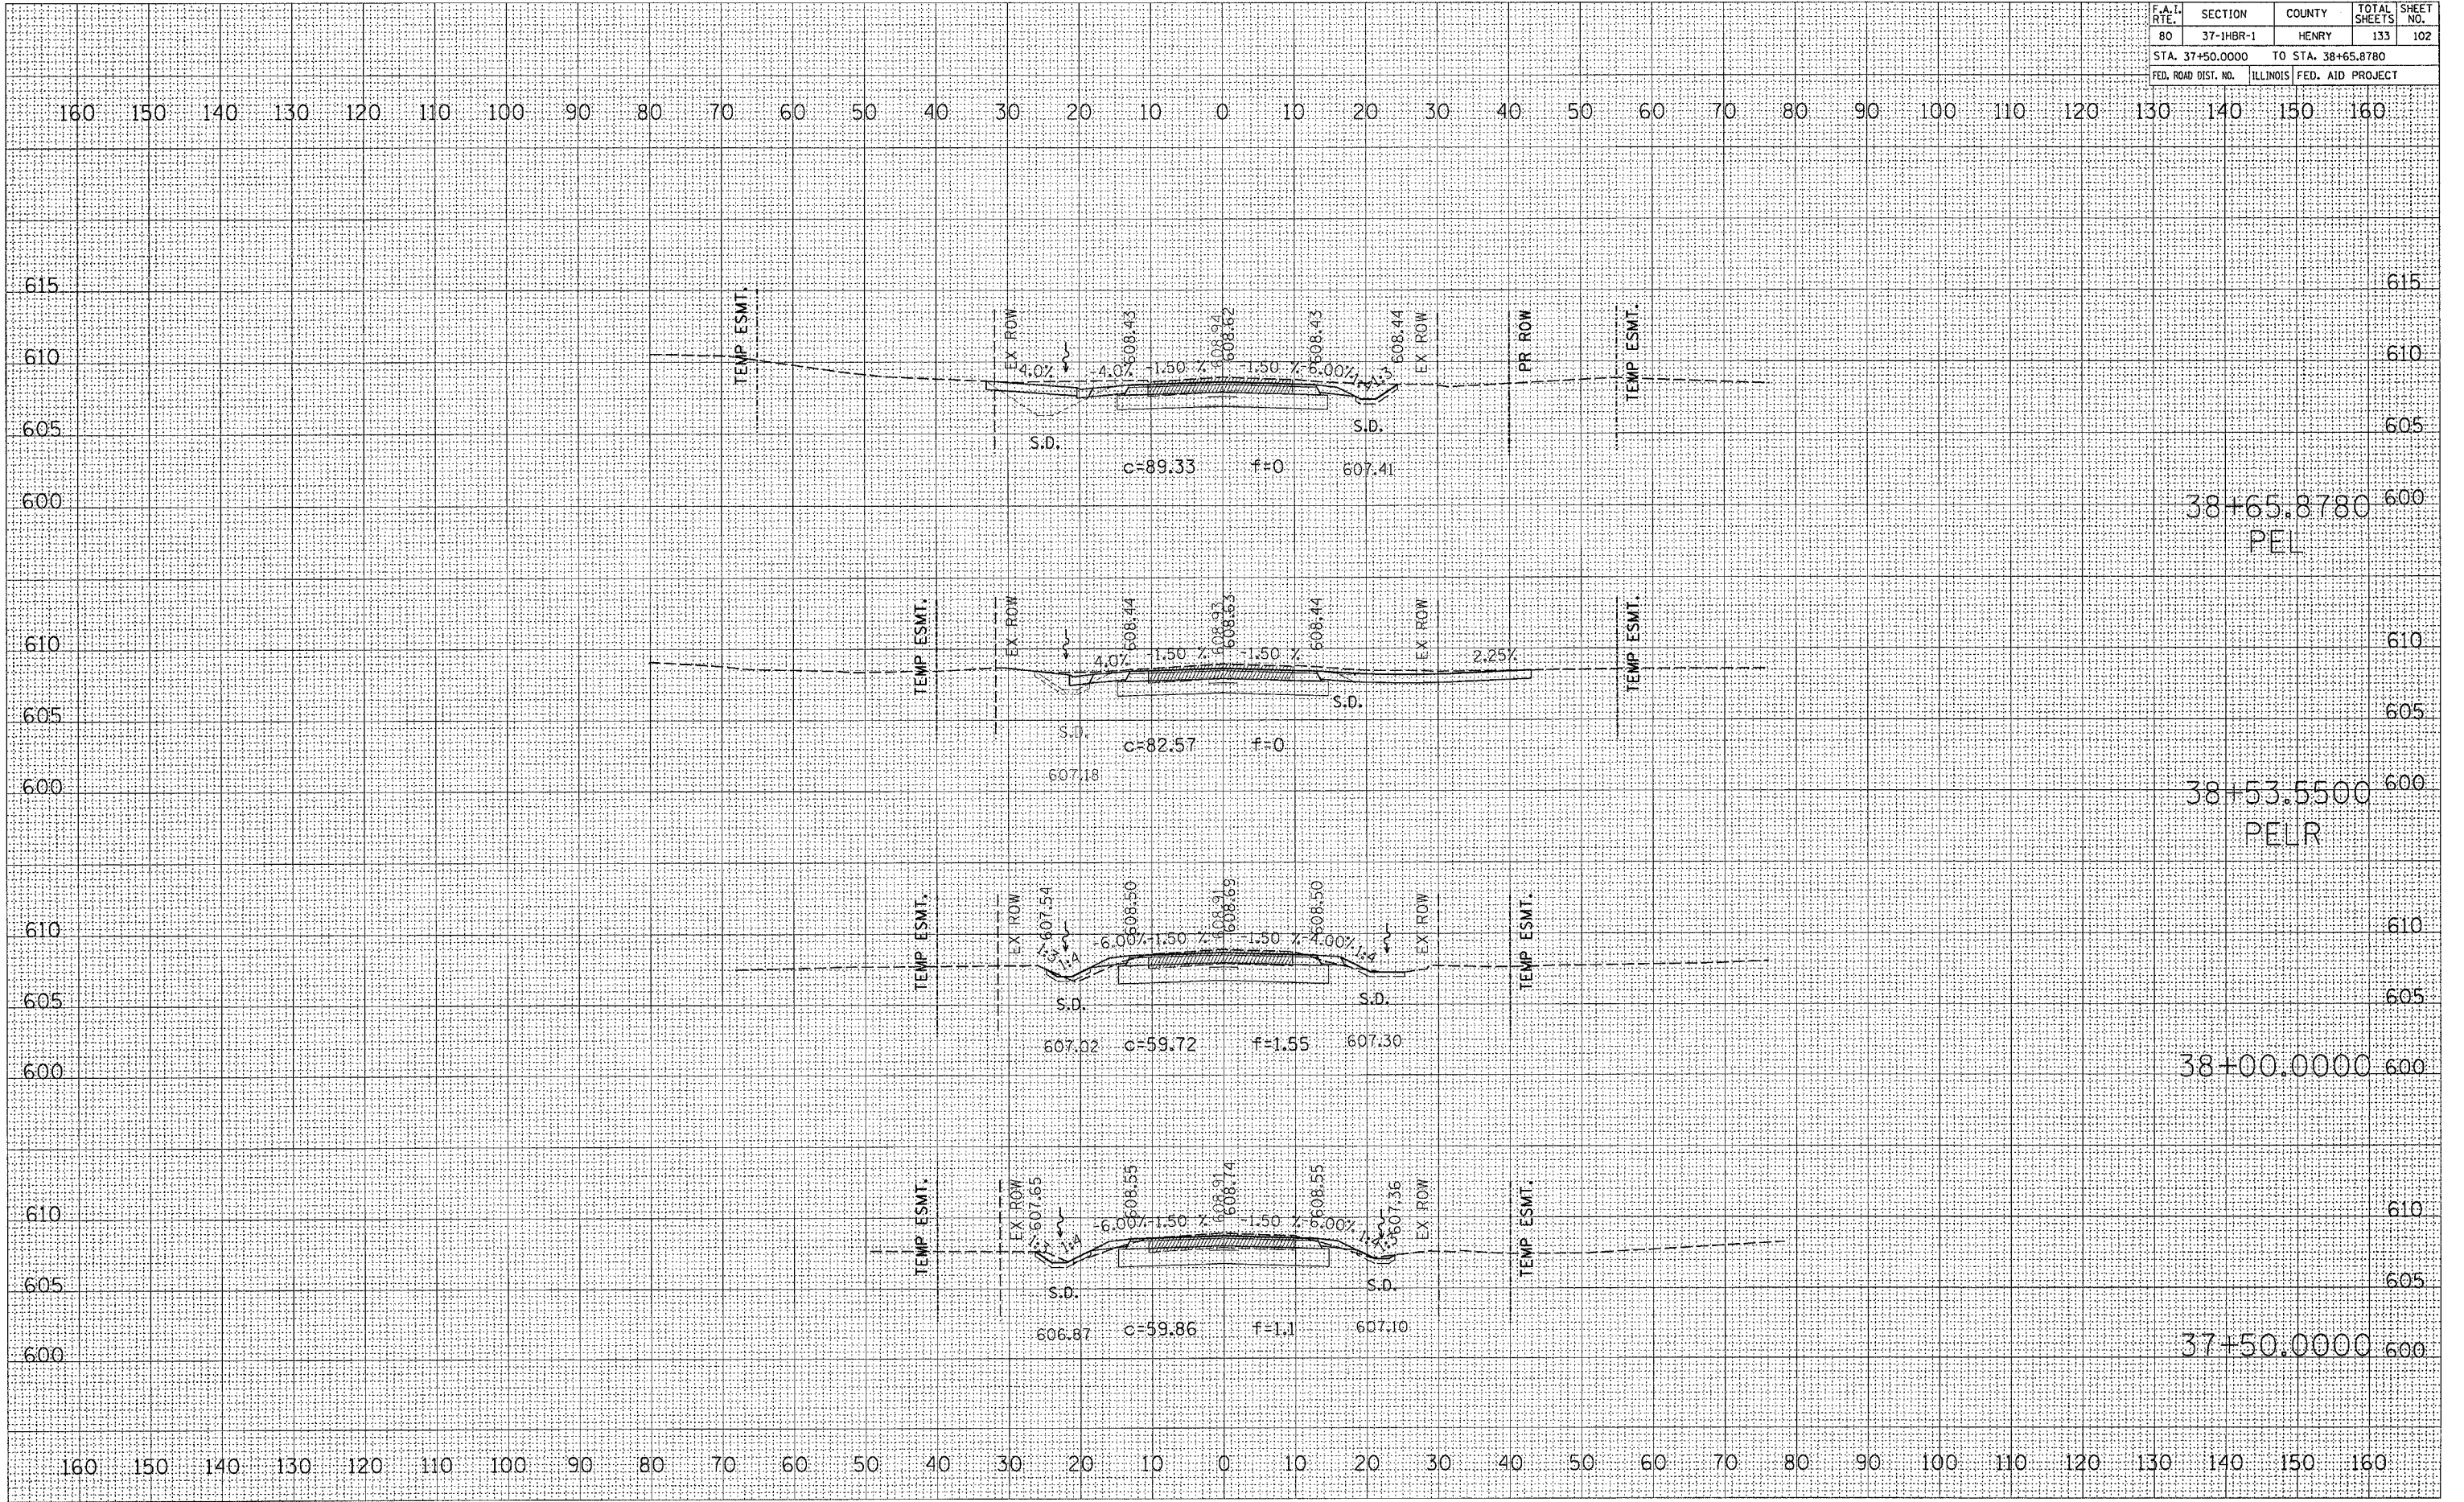 F.A.I. RTE. SECTION COUNTY TOTAL SHEETS SHEET NO.
80 37-1HBR-1 HENRY 133 102
STA. 37+50.0000 TO STA. 38+65.8780
FED. ROAD DIST. NO. ILLINOIS FED. AID PROJECT
160 150 140 130 120 110 100 90 80 70 60 50 40 30 20 10 0 10 20 30 40 50 60 70 80 90 100 110 120 130 140 150 160
615 615
TEMP ESMT. EX ROW 608.43 608.94 608.62 608.43 608.44 EX ROW PR ROW TEMP ESMT.
610 610
4.0% -4.0% -1.50 % -1.50 % -6.00% 1:4 1:3
605 605
S.D. S.D.
c=89.33 f=0 607.41
600 38+65.8780 600
PEL
TEMP ESMT. EX ROW 608.44 608.93 608.63 608.44 EX ROW TEMP ESMT.
610 610
4.0% -1.50 % -1.50 % 2.25%
S.D.
605 605
S.D. c=82.57 f=0
607.18
600 38+53.5500 600
PELR
TEMP ESMT. EX ROW 607.54 608.50 608.91 608.69 608.50 EX ROW TEMP ESMT.
610 610
1:3 1:4 -6.00% -1.50 % -1.50 % -4.00% 1:4
605 605
S.D. S.D.
607.02 c=59.72 f=1.55 607.30
600 38+00.0000 600
TEMP ESMT. EX ROW 607.65 608.55 608.91 608.74 608.55 607.36 EX ROW TEMP ESMT.
610 610
1:3 1:4 -6.00% -1.50 % -1.50 % -6.00% 1:4 1:3
605 605
S.D. S.D.
606.87 c=59.86 f=1.1 607.10
600 37+50.0000 600
160 150 140 130 120 110 100 90 80 70 60 50 40 30 20 10 0 10 20 30 40 50 60 70 80 90 100 110 120 130 140 150 160